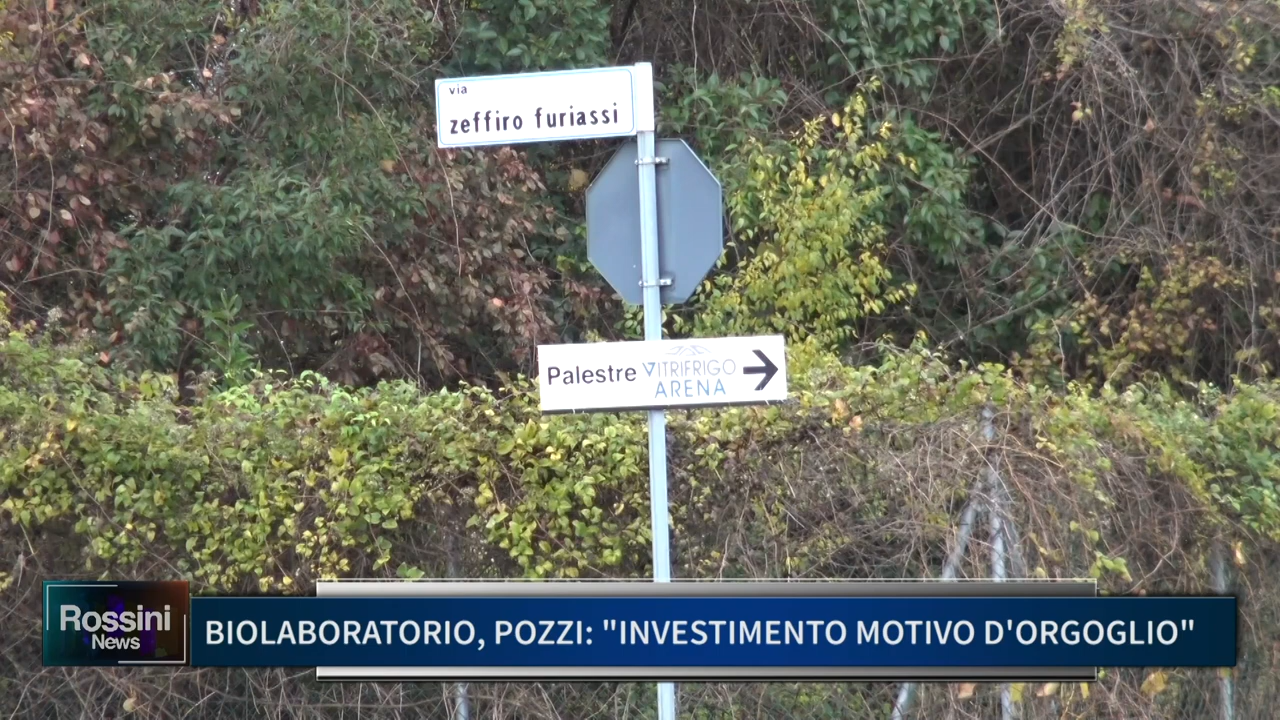 via
zeffiro furiassi
Palestre VITRIFRIGO
ARENA
Rossini
News
BIOLABORATORIO, POZZI: "INVESTIMENTO MOTIVO D'ORGOGLIO"